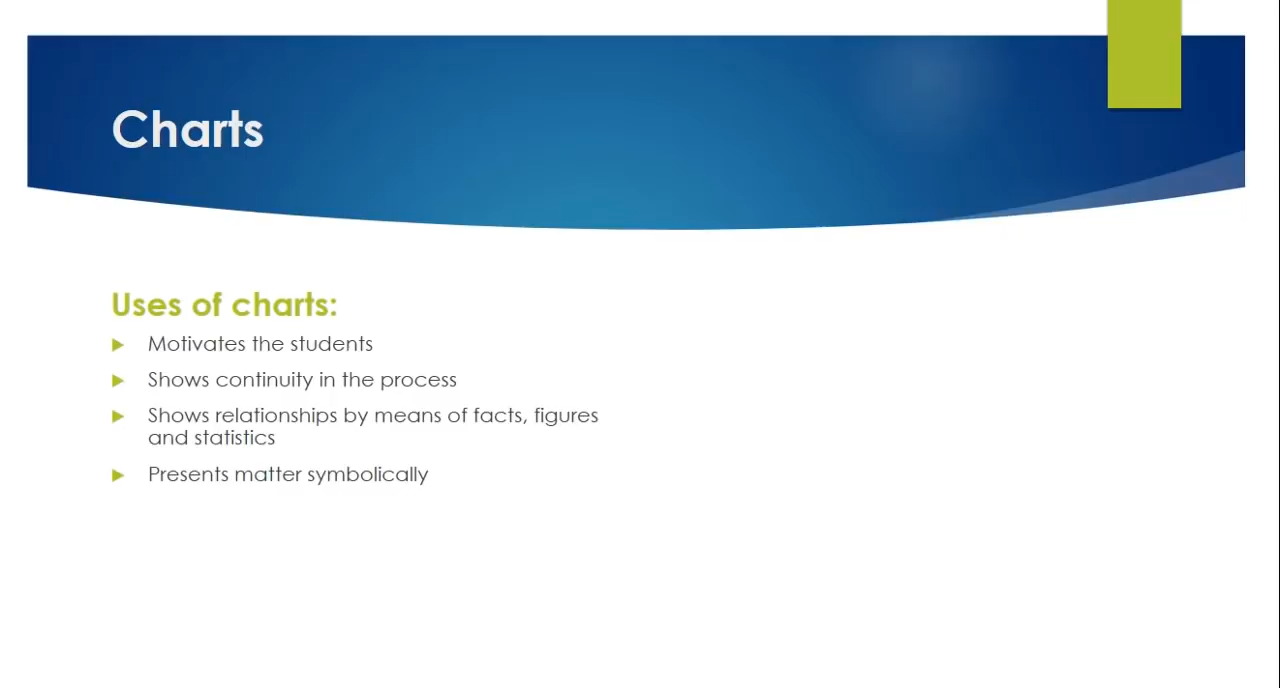 Charts
Uses of charts:
Motivates the students
Shows continuity in the process
Shows relationships by means of facts, figures
and statistics
Presents matter symbolically